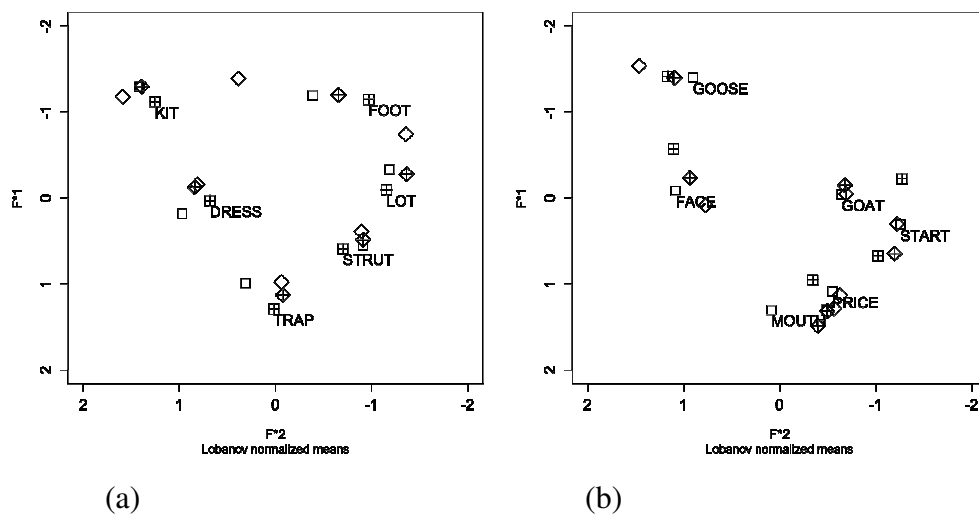 -2
-1
0
1
2
F*1
KIT
FOOT
DRESS
LOT
STRUT
TRAP
2 1 0 -1 -2
F*2
Lobanov normalized means
(a)
-2
-1
0
1
2
F*1
GOOSE
FACE
GOAT
START
PRICE
MOUT
2 1 0 -1 -2
F*2
Lobanov normalized means
(b)